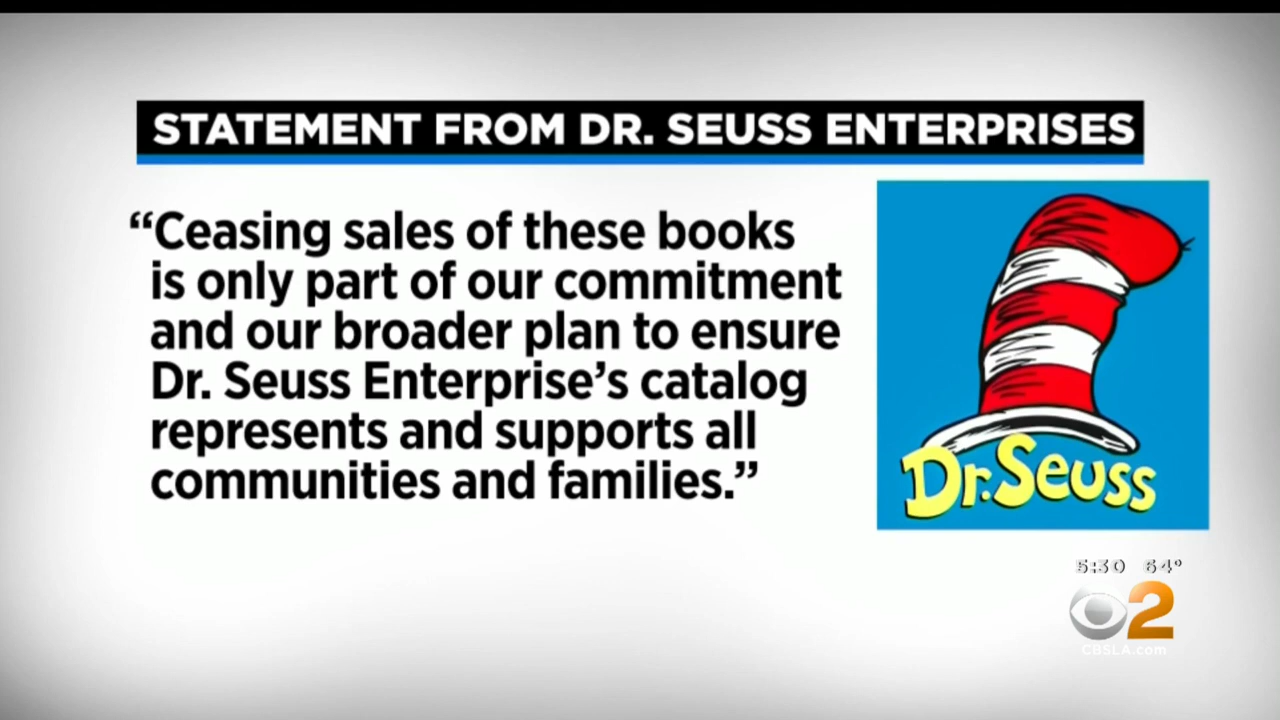 STATEMENT FROM DR. SEUSS ENTERPRISES
“Ceasing sales of these books
is only part of our commitment
and our broader plan to ensure
Dr. Seuss Enterprise’s catalog
represents and supports all
communities and families.”
Dr. Seuss
5:30 64°
2
CBSLA.com